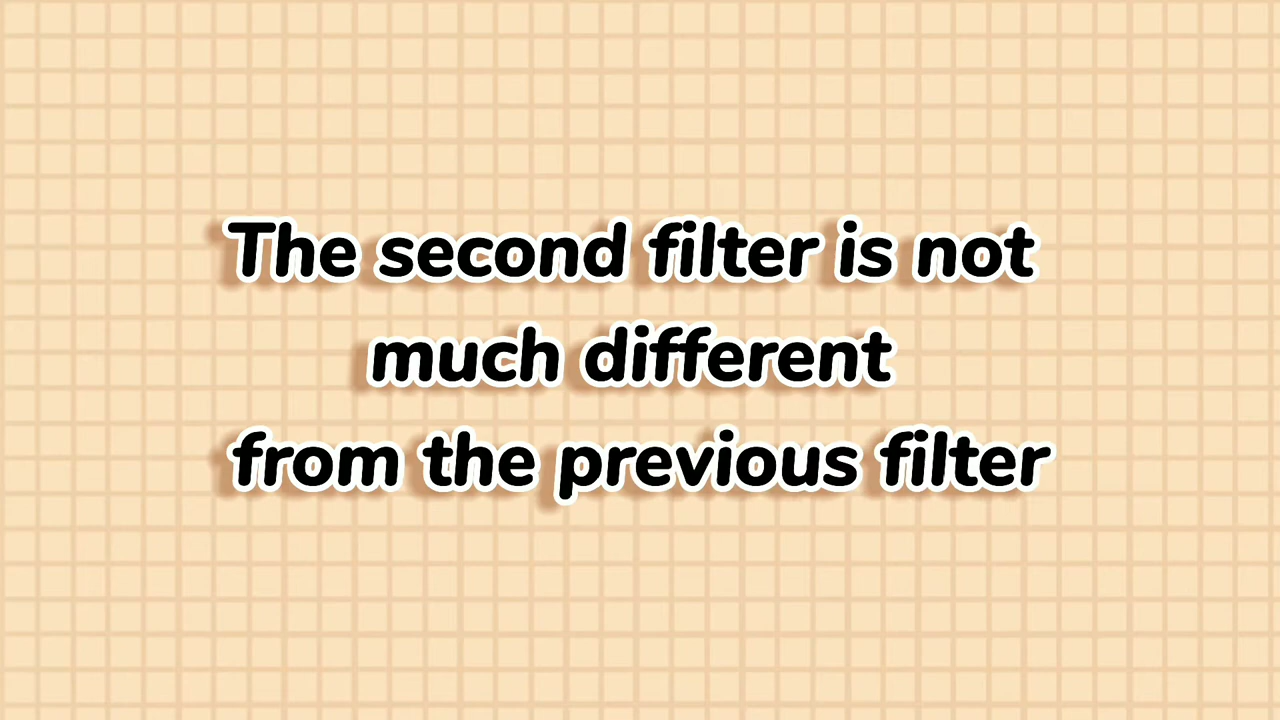 The second filter is not
much different
from the previous filter